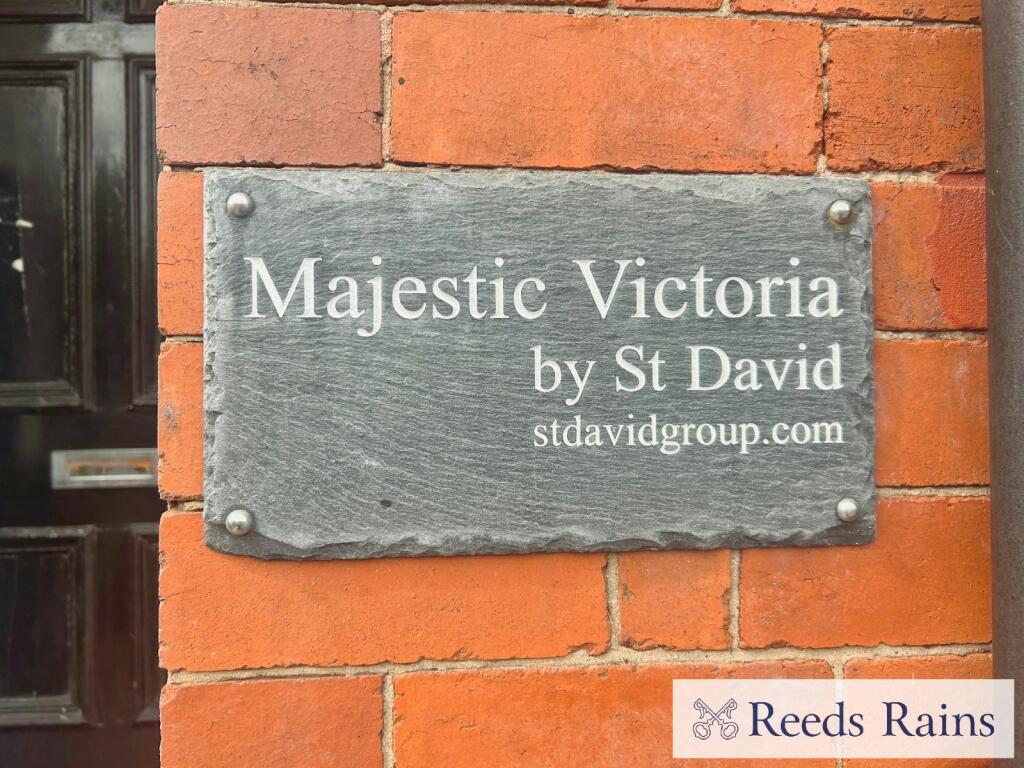 Majestic Victoria
by St David
stdavidgroup.com
Reeds Rains